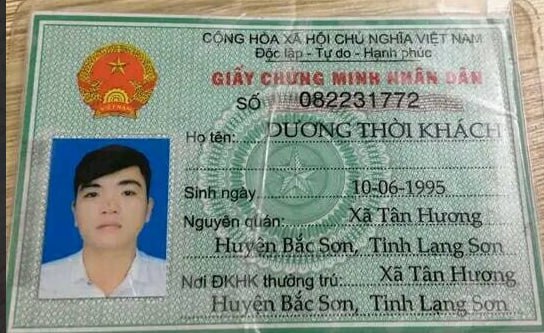 CỘNG HÒA XÃ HỘI CHỦ NGHĨA VIỆT NAM
Độc lập - Tự do - Hạnh phúc
GIẤY CHỨNG MINH NHÂN DÂN
SỐ 082231772
Họ tên: DƯƠNG THỜI KHÁCH
Sinh ngày 10-06-1995
Nguyên quán: Xã Tân Hương
Huyện Bắc Sơn, Tỉnh Lạng Sơn
Nơi ĐKHK thường trú: Xã Tân Hương
Huyện Bắc Sơn, Tỉnh Lạng Sơn